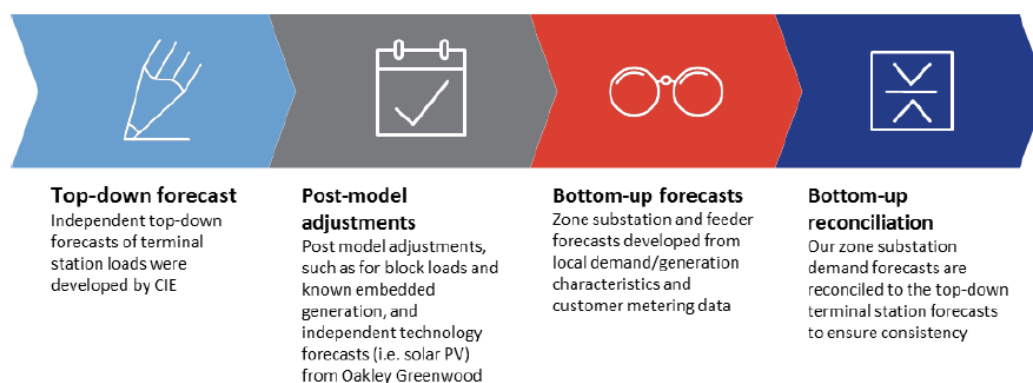 Top-down forecast
Independent top-down
forecasts of terminal
station loads were
developed by CIE
Post-model
adjustments
Post model adjustments,
such as for block loads and
known embedded
generation, and
independent technology
forecasts (i.e. solar PV)
from Oakley Greenwood
Bottom-up forecasts
Zone substation and feeder
forecasts developed from
local demand/generation
characteristics and
customer metering data
Bottom-up
reconciliation
Our zone substation
demand forecasts are
reconciled to the top-down
terminal station forecasts
to ensure consistency